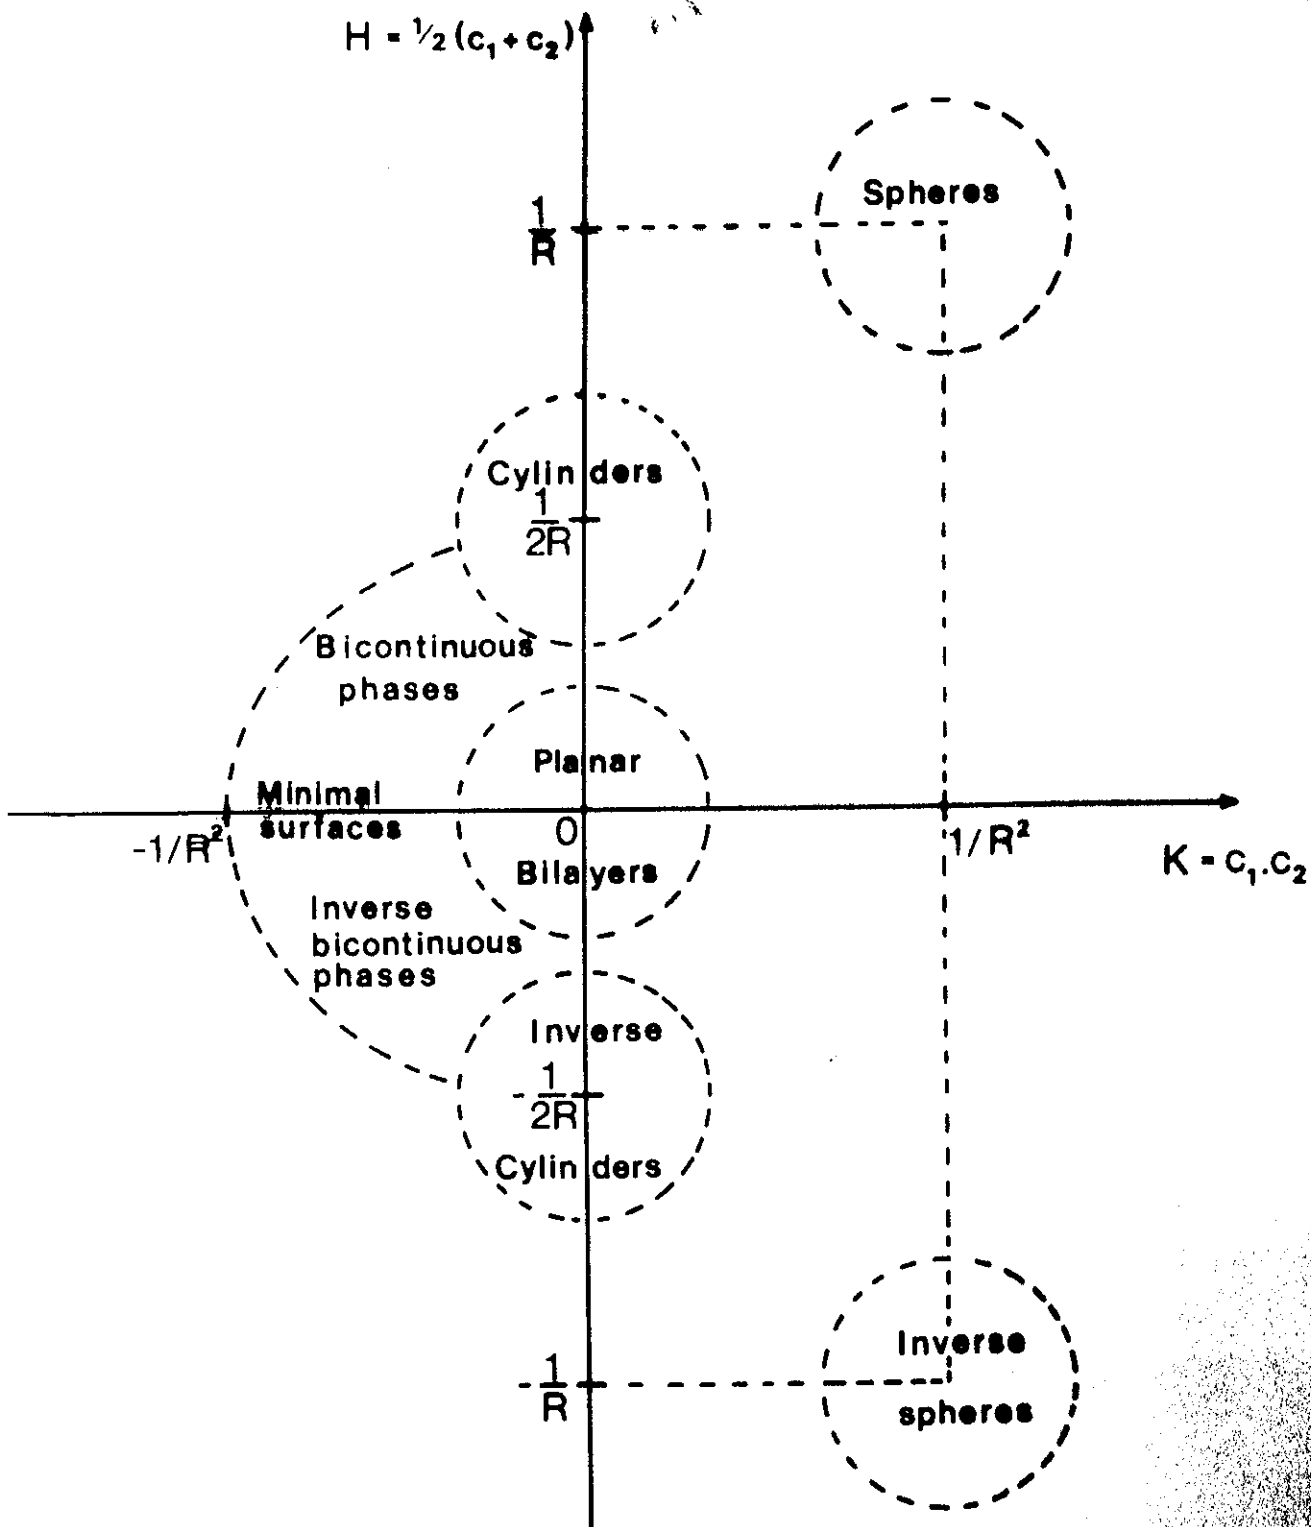 H = ½ (c₁ + c₂)
Spheres
1
R
Cylinders
1
2R
Bicontinuous
phases
Planar
Minimal
surfaces
-1/R²
0
1/R²
K = c₁.c₂
Bilayers
Inverse
bicontinuous
phases
Inverse
- 1
2R
Cylinders
Inverse
- 1
R
spheres